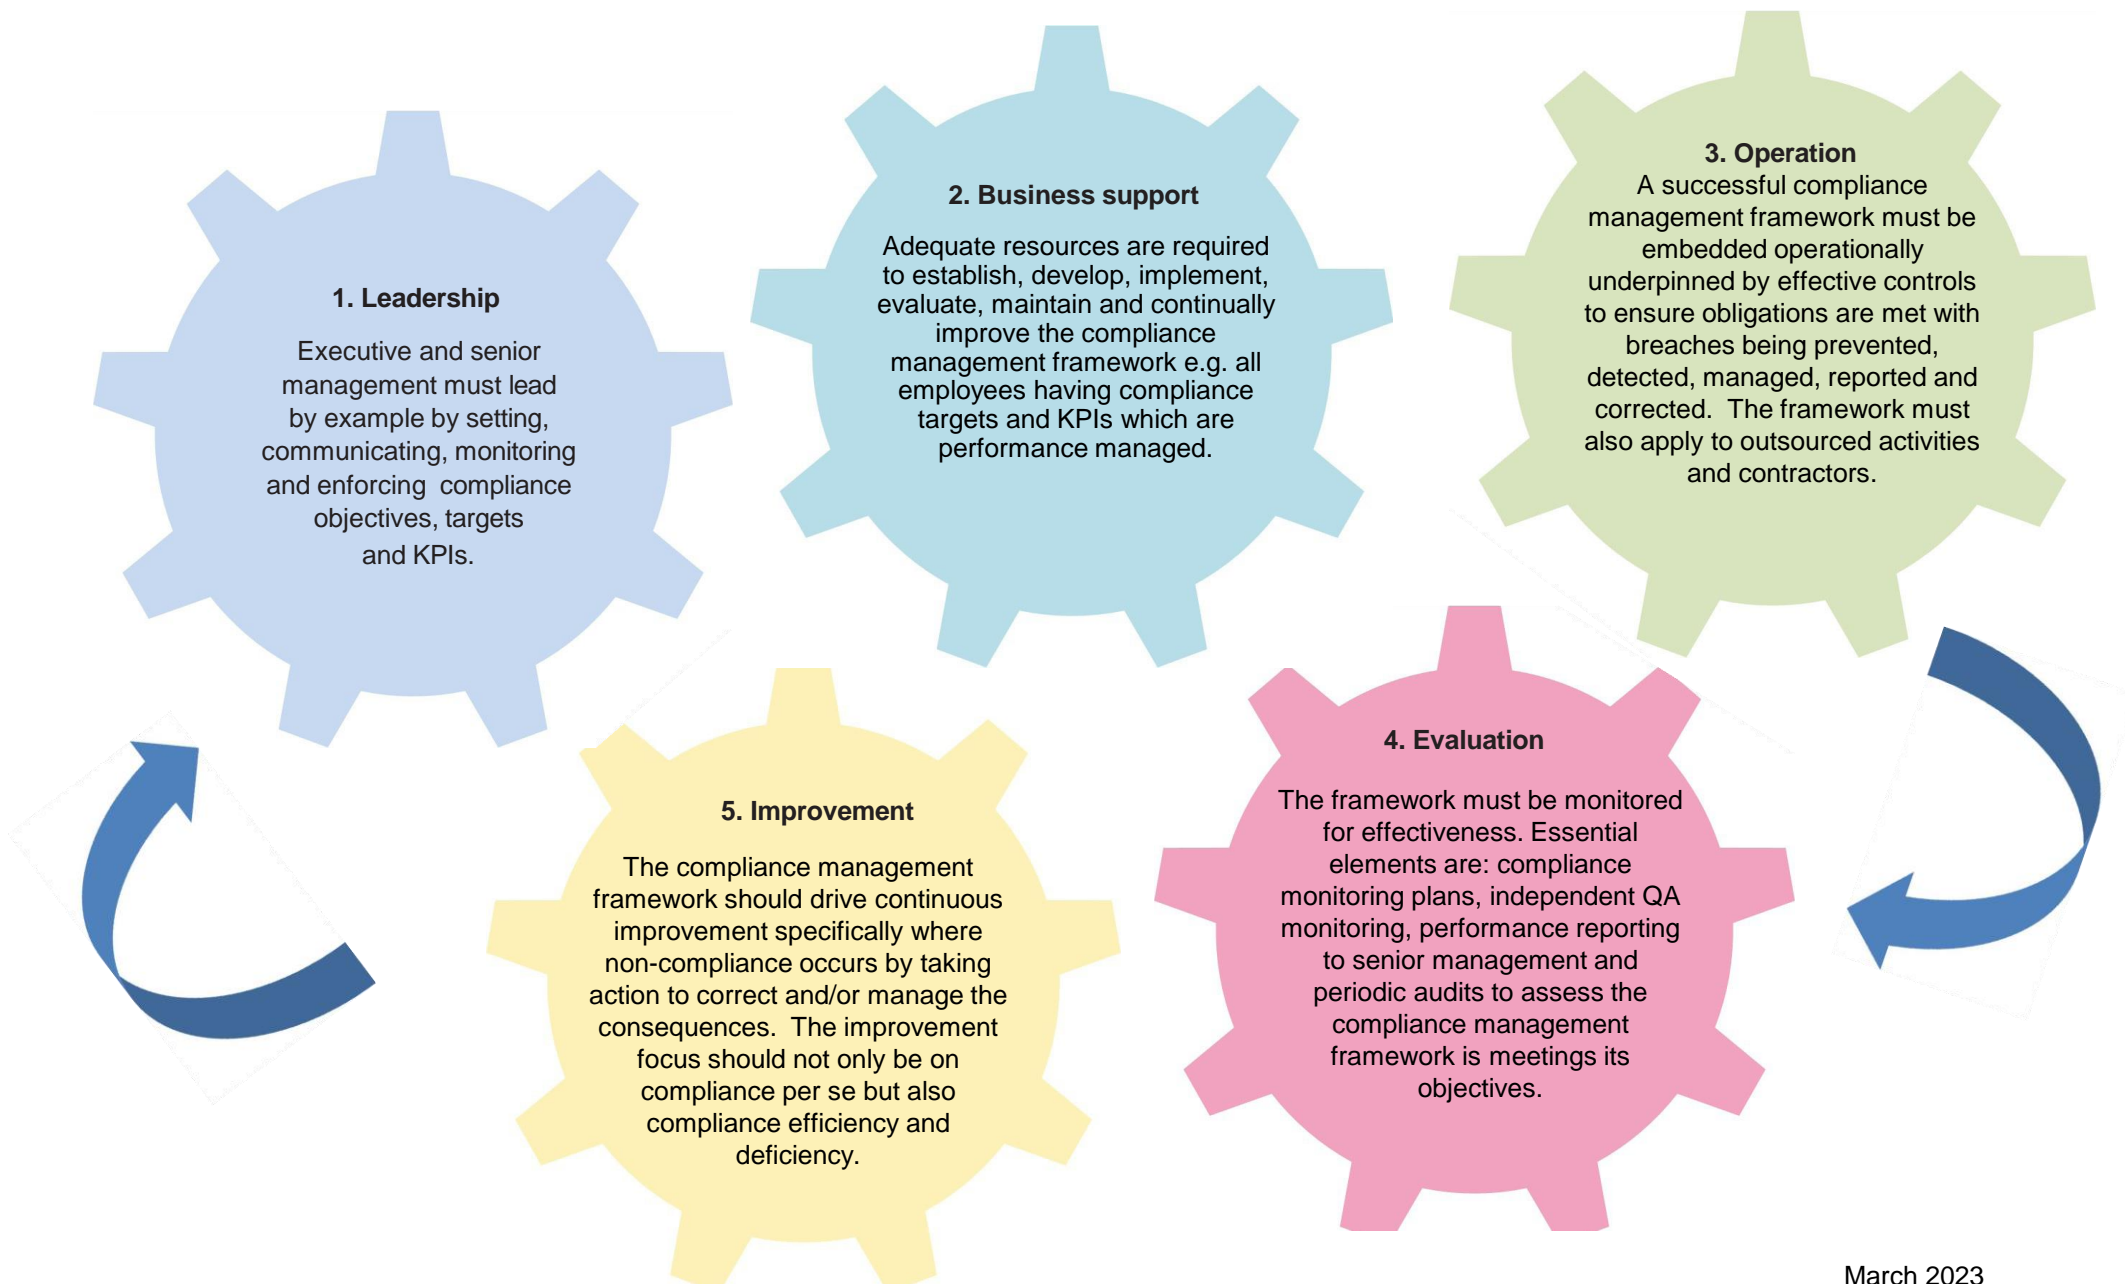 1. Leadership
Executive and senior
management must lead
by example by setting,
communicating, monitoring
and enforcing  compliance
objectives, targets
and KPIs.
2. Business support
Adequate resources are required
to establish, develop, implement,
evaluate, maintain and continually
improve the compliance
management framework e.g. all
employees having compliance
targets and KPIs which are
performance managed.
3. Operation
A successful compliance
management framework must be
embedded operationally
underpinned by effective controls
to ensure obligations are met with
breaches being prevented,
detected, managed, reported and
corrected.  The framework must
also apply to outsourced activities
and contractors.
4. Evaluation
The framework must be monitored
for effectiveness. Essential
elements are: compliance
monitoring plans, independent QA
monitoring, performance reporting
to senior management and
periodic audits to assess the
compliance management
framework is meetings its
objectives.
5. Improvement
The compliance management
framework should drive continuous
improvement specifically where
non-compliance occurs by taking
action to correct and/or manage the
consequences.  The improvement
focus should not only be on
compliance per se but also
compliance efficiency and
deficiency.
March 2023